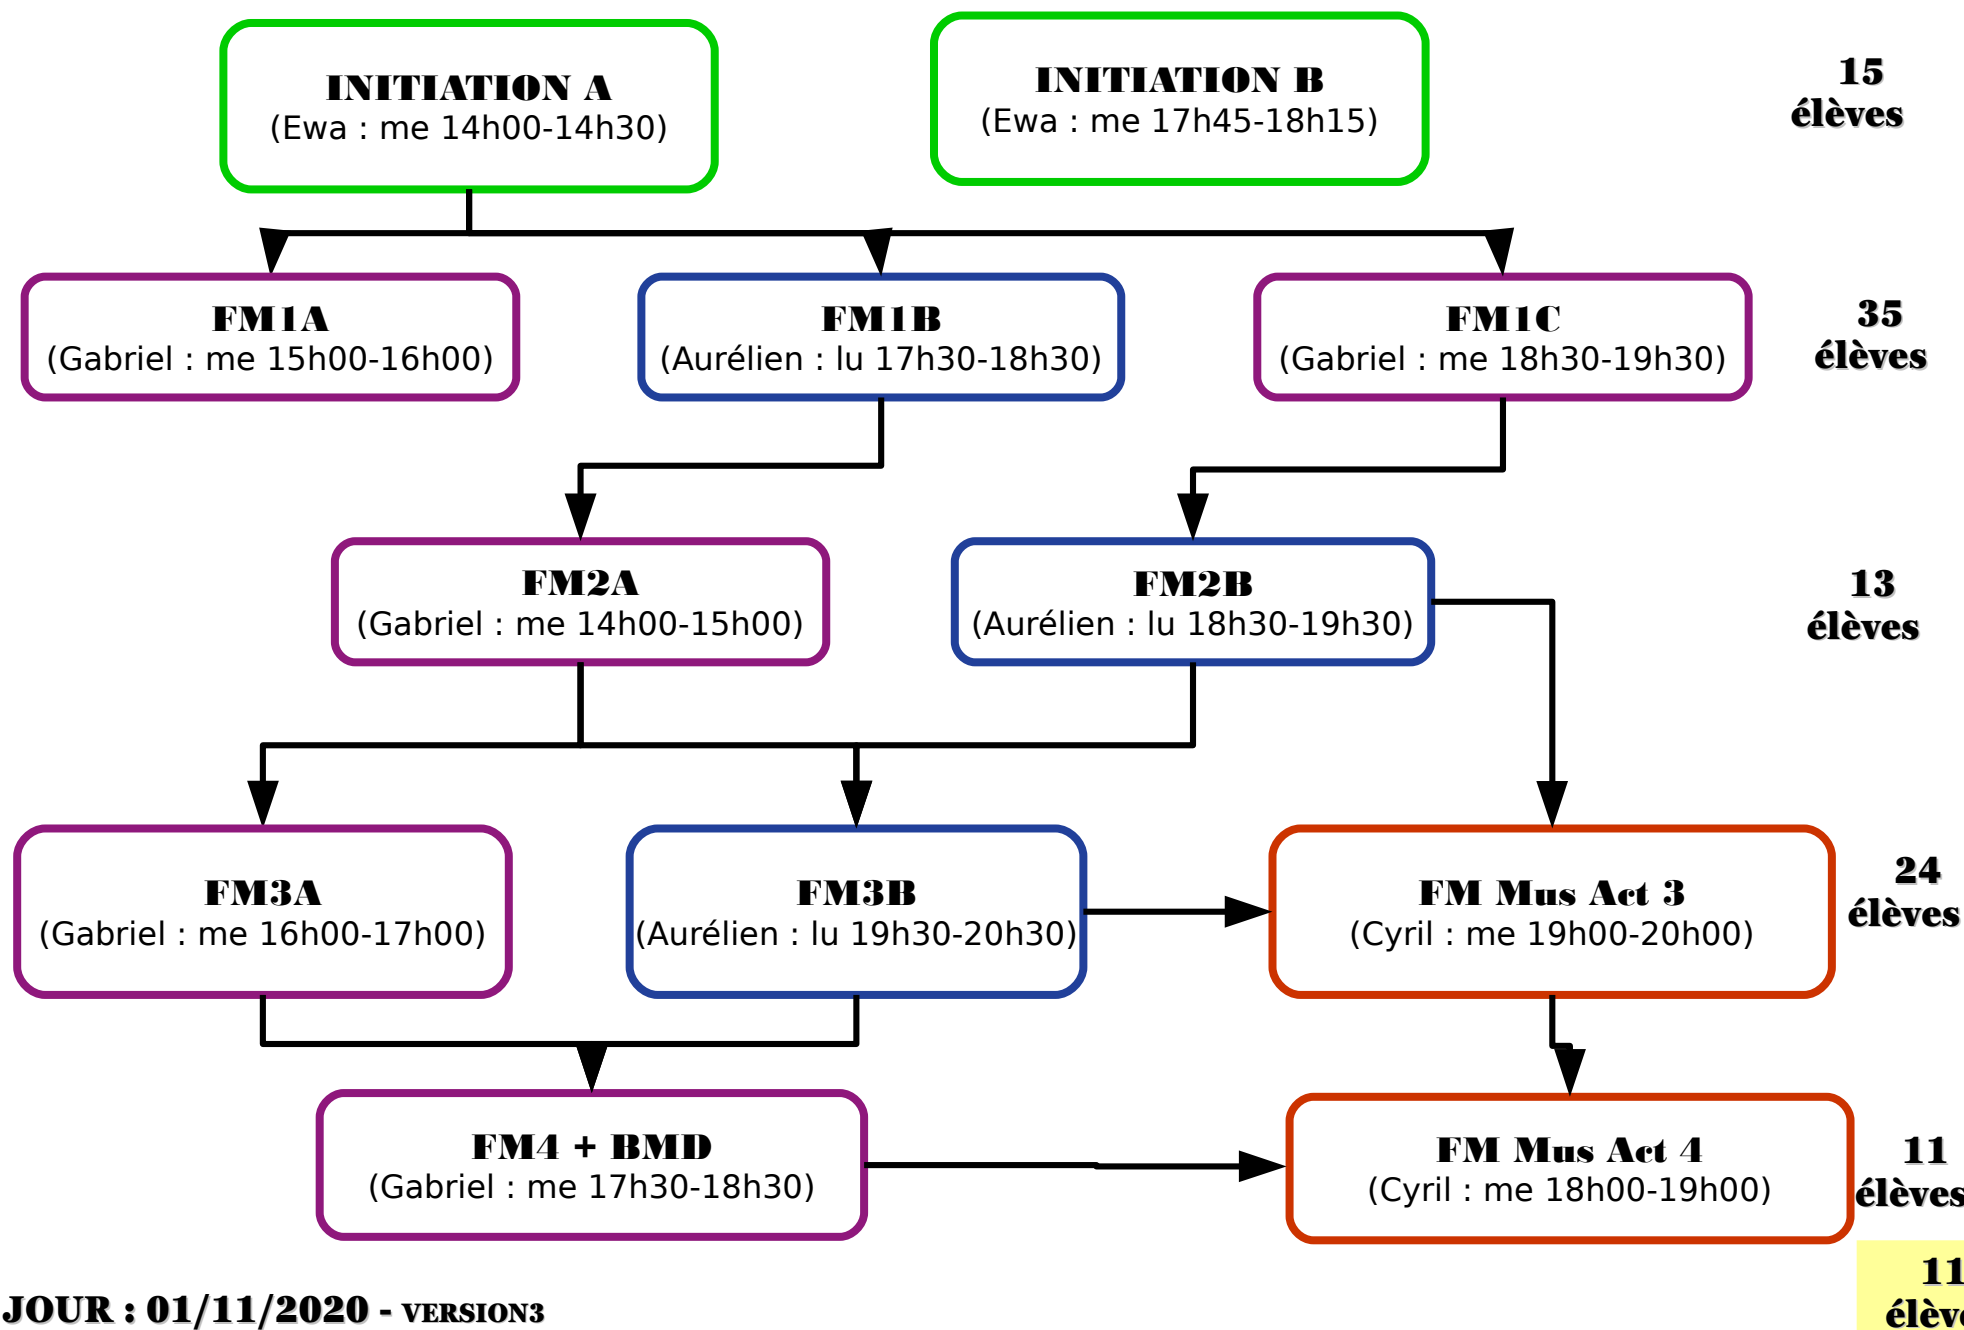 INITIATION A
(Ewa : me 14h00-14h30)
INITIATION B
(Ewa : me 17h45-18h15)
15
élèves
FM1A
(Gabriel : me 15h00-16h00)
FM1B
(Aurélien : lu 17h30-18h30)
FM1C
(Gabriel : me 18h30-19h30)
35
élèves
FM2A
(Gabriel : me 14h00-15h00)
FM2B
(Aurélien : lu 18h30-19h30)
13
élèves
FM3A
(Gabriel : me 16h00-17h00)
FM3B
(Aurélien : lu 19h30-20h30)
FM Mus Act 3
(Cyril : me 19h00-20h00)
24
élèves
FM4 + BMD
(Gabriel : me 17h30-18h30)
FM Mus Act 4
(Cyril : me 18h00-19h00)
11
élèves
JOUR : 01/11/2020 - VERSION3